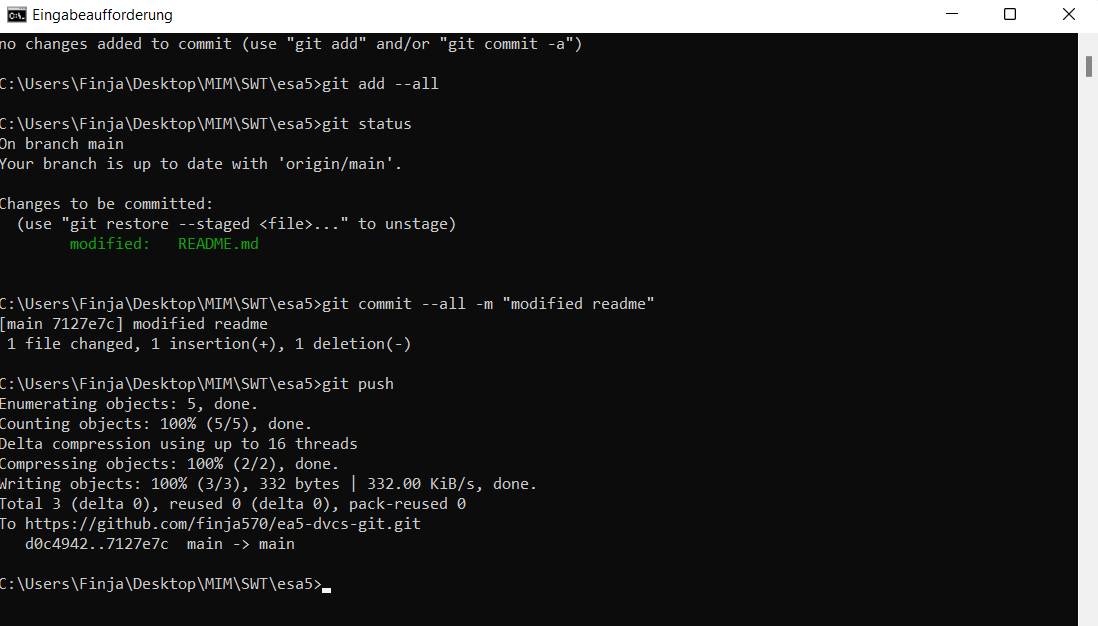 Eingabeaufforderung
no changes added to commit (use "git add" and/or "git commit -a")
C:\Users\Finja\Desktop\MIM\SWT\esa5>git add --all
C:\Users\Finja\Desktop\MIM\SWT\esa5>git status
On branch main
Your branch is up to date with 'origin/main'.
Changes to be committed:
  (use "git restore --staged <file>..." to unstage)
        modified:   README.md
C:\Users\Finja\Desktop\MIM\SWT\esa5>git commit --all -m "modified readme"
[main 7127e7c] modified readme
 1 file changed, 1 insertion(+), 1 deletion(-)
C:\Users\Finja\Desktop\MIM\SWT\esa5>git push
Enumerating objects: 5, done.
Counting objects: 100% (5/5), done.
Delta compression using up to 16 threads
Compressing objects: 100% (2/2), done.
Writing objects: 100% (3/3), 332 bytes | 332.00 KiB/s, done.
Total 3 (delta 0), reused 0 (delta 0), pack-reused 0
To https://github.com/finja570/ea5-dvcs-git.git
   d0c4942..7127e7c  main -> main
C:\Users\Finja\Desktop\MIM\SWT\esa5>